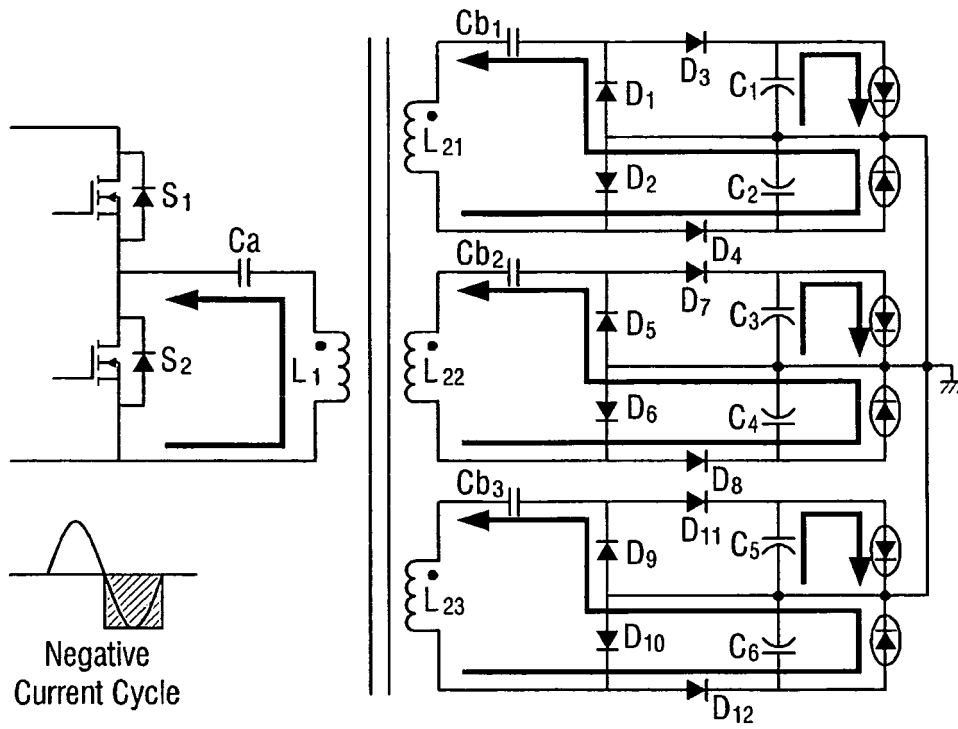 Cb1
D3
D1
C1
L21
D2
C2
D4
S1
Ca
S2
L1
Cb2
D7
D5
C3
L22
D6
C4
D8
Cb3
D11
D9
C5
L23
D10
C6
D12
Negative
Current Cycle